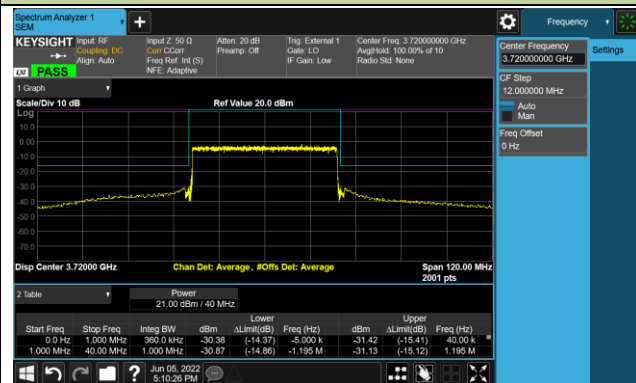 Spectrum Analyzer 1
SEM
+
Frequency
KEYSIGHT
Input: RF
Coupling: DC
Align: Auto
Input Z: 50 Ω
Corr CCorr
Freq Ref: Int (S)
NFE: Adaptive
Atten: 20 dB
Preamp: Off
Trig: External 1
Gate: LO
IF Gain: Low
Center Freq: 3.720000000 GHz
Avg|Hold: 100.00% of 10
Radio Std: None
LXI PASS
Center Frequency
3.720000000 GHz
Settings
CF Step
12.000000 MHz
Auto
Man
Freq Offset
0 Hz
1 Graph
Scale/Div 10 dB
Ref Value 20.0 dBm
Log
10.0
0.00
-10.0
-20.0
-30.0
-40.0
-50.0
-60.0
-70.0
Disp Center 3.72000 GHz
Chan Det: Average , #Offs Det: Average
Span 120.00 MHz
2001 pts
2 Table
Power
21.00 dBm / 40 MHz
Lower Upper
Start Freq Stop Freq Integ BW dBm ΔLimit(dB) Freq (Hz) dBm ΔLimit(dB) Freq (Hz)
0.0 Hz 1.000 MHz 360.0 kHz -30.38 (-14.37) -5.000 k -31.42 (-15.41) 40.00 k
1.000 MHz 40.00 MHz 1.000 MHz -30.87 (-14.86) -1.195 M -31.13 (-15.12) 1.195 M
?
Jun 05, 2022
5:10:26 PM